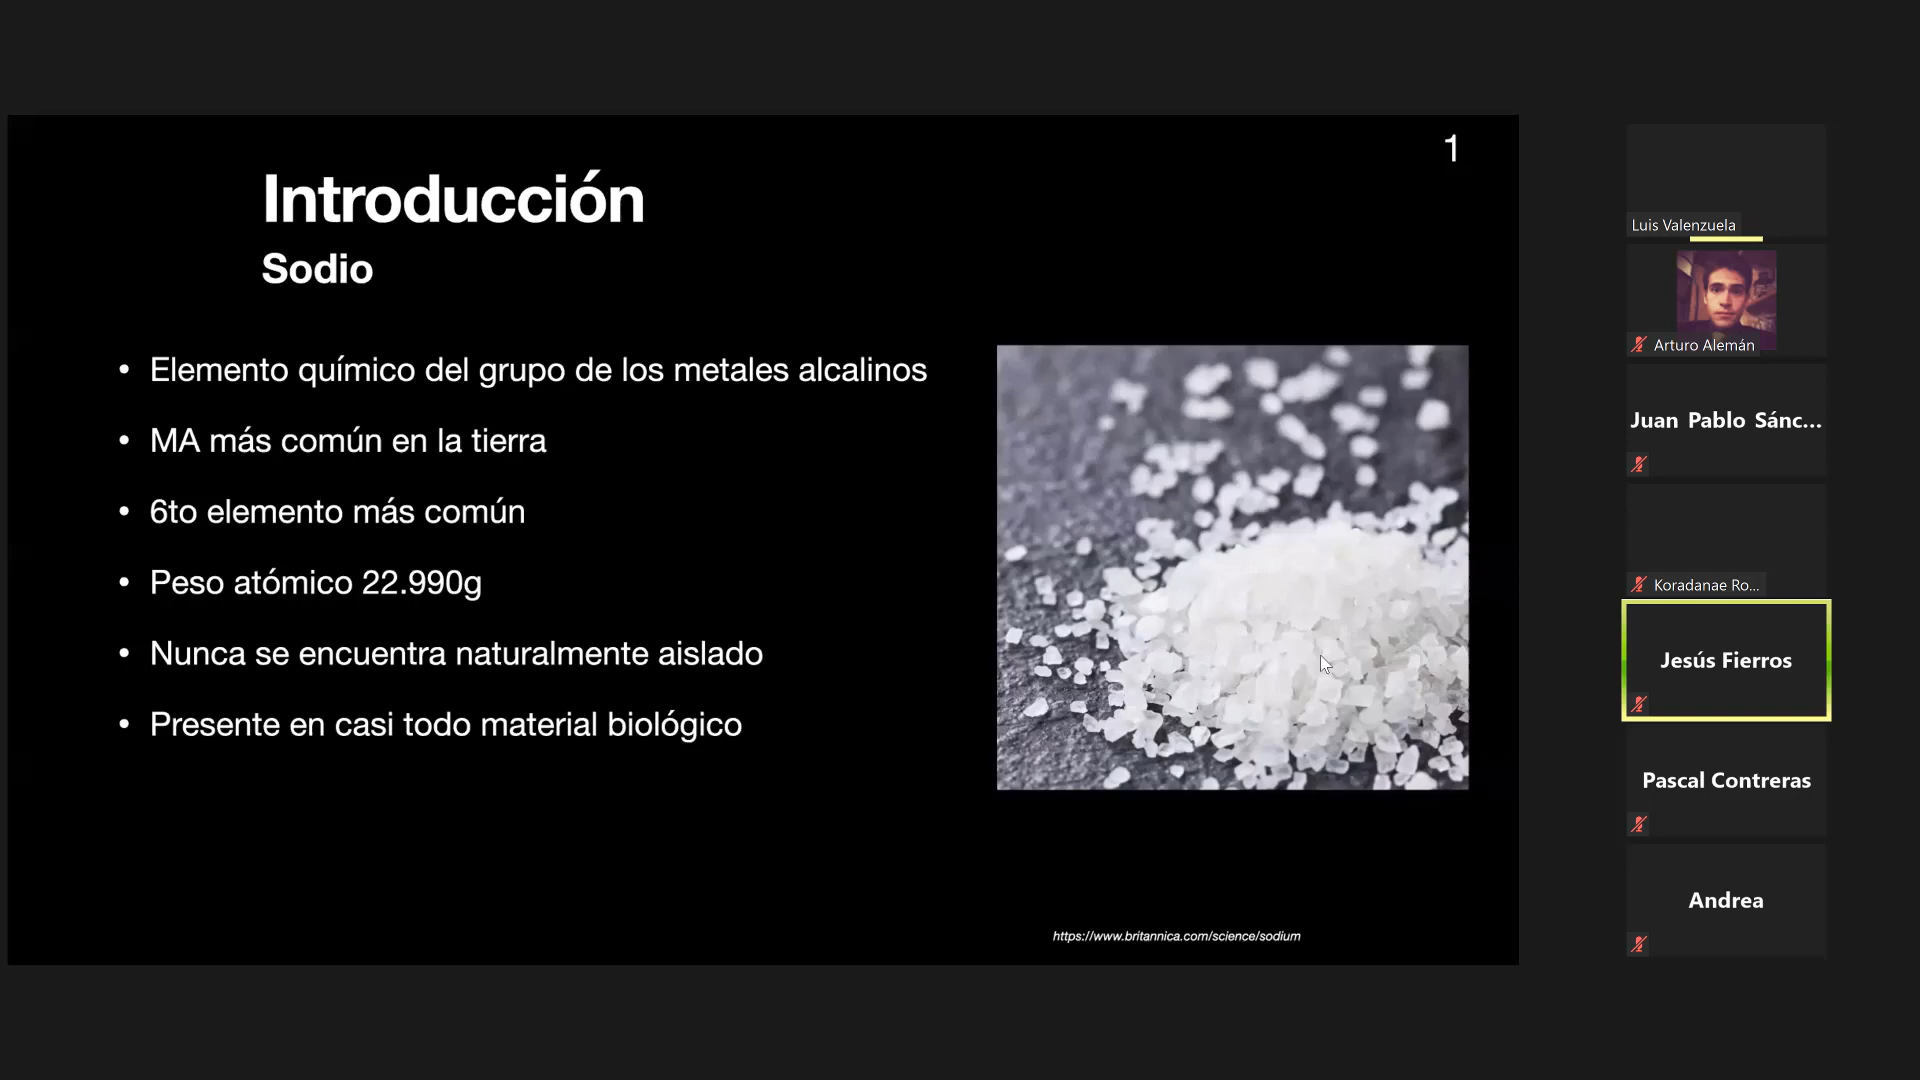 1
Introducción
Sodio
• Elemento químico del grupo de los metales alcalinos
• MA más común en la tierra
• 6to elemento más común
• Peso atómico 22.990g
• Nunca se encuentra naturalmente aislado
• Presente en casi todo material biológico
https://www.britannica.com/science/sodium
Luis Valenzuela
Arturo Alemán
Juan Pablo Sánc...
Koradanae Ro...
Jesús Fierros
Pascal Contreras
Andrea